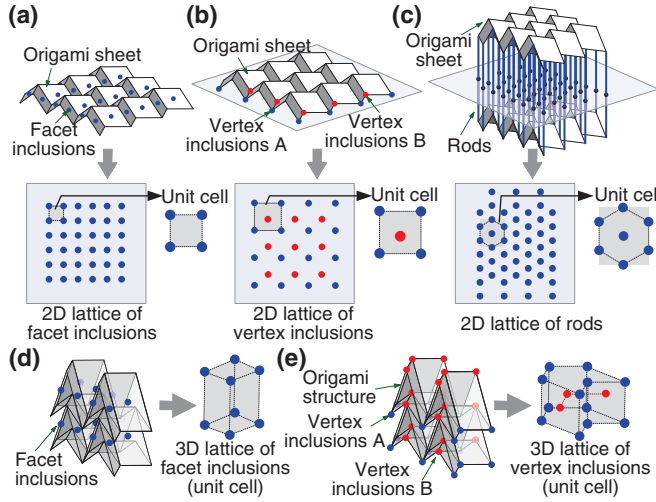 (a)
Origami sheet
Facet
inclusions
Unit cell
2D lattice of
facet inclusions
(b)
Origami sheet
Vertex
inclusions A
Vertex
inclusions B
Unit cell
2D lattice of
vertex inclusions
(c)
Origami
sheet
Rods
Unit cell
2D lattice of rods
(d)
Facet
inclusions
3D lattice of
facet inclusions
(unit cell)
(e)
Origami
structure
Vertex
inclusions A
Vertex
inclusions B
3D lattice of
vertex inclusions
(unit cell)